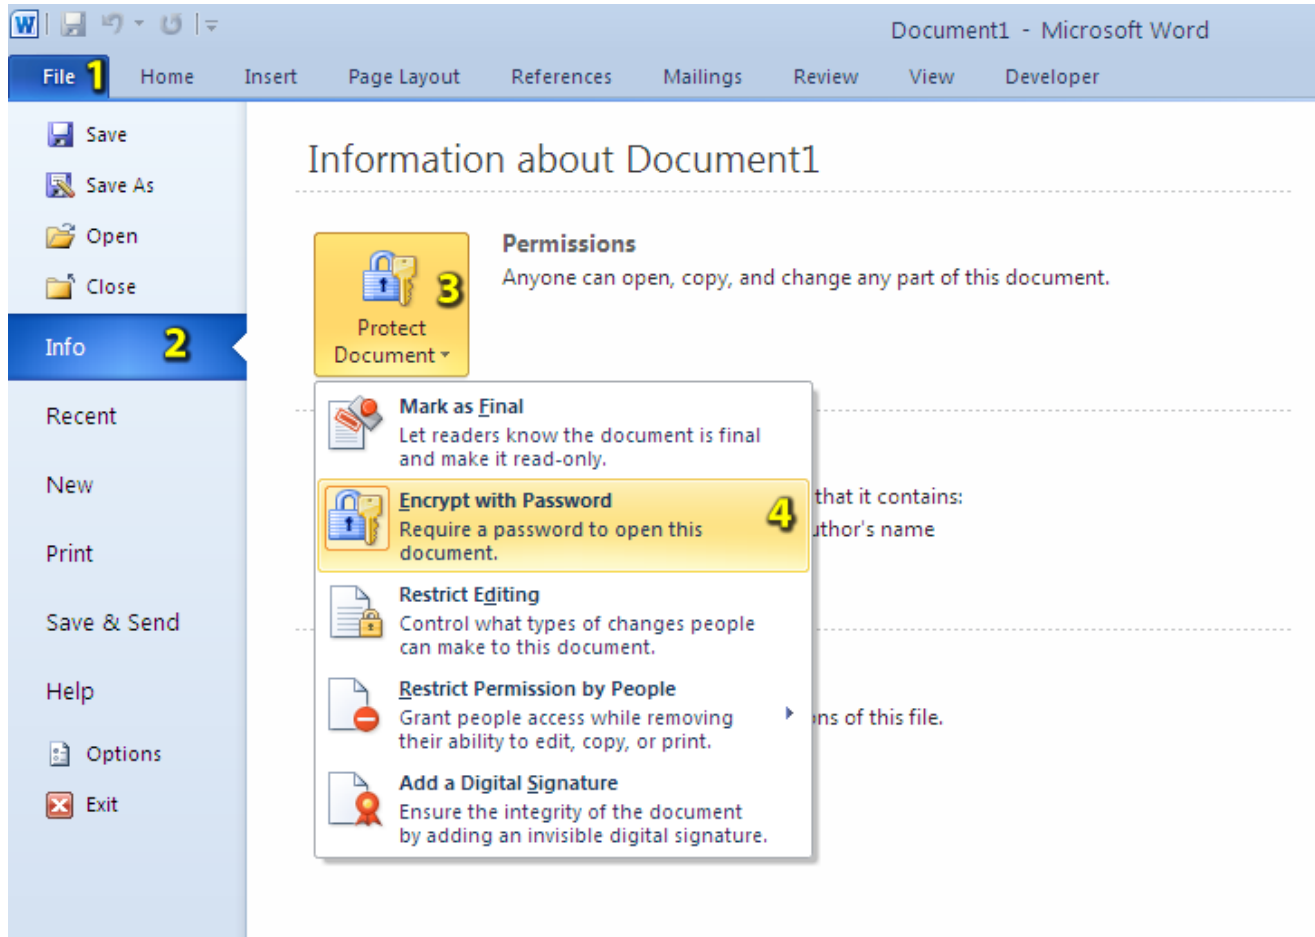 W
Document1 - Microsoft Word
File 1 Home Insert Page Layout References Mailings Review View Developer
Save
Save As
Open
Close
Info 2
Recent
New
Print
Save & Send
Help
Options
Exit
Information about Document1
Permissions
Anyone can open, copy, and change any part of this document.
3
Protect
Document
Mark as Final
Let readers know the document is final
and make it read-only.
Encrypt with Password 4
Require a password to open this
document.
Restrict Editing
Control what types of changes people
can make to this document.
Restrict Permission by People
Grant people access while removing
their ability to edit, copy, or print.
Add a Digital Signature
Ensure the integrity of the document
by adding an invisible digital signature.
that it contains:
name
of this file.